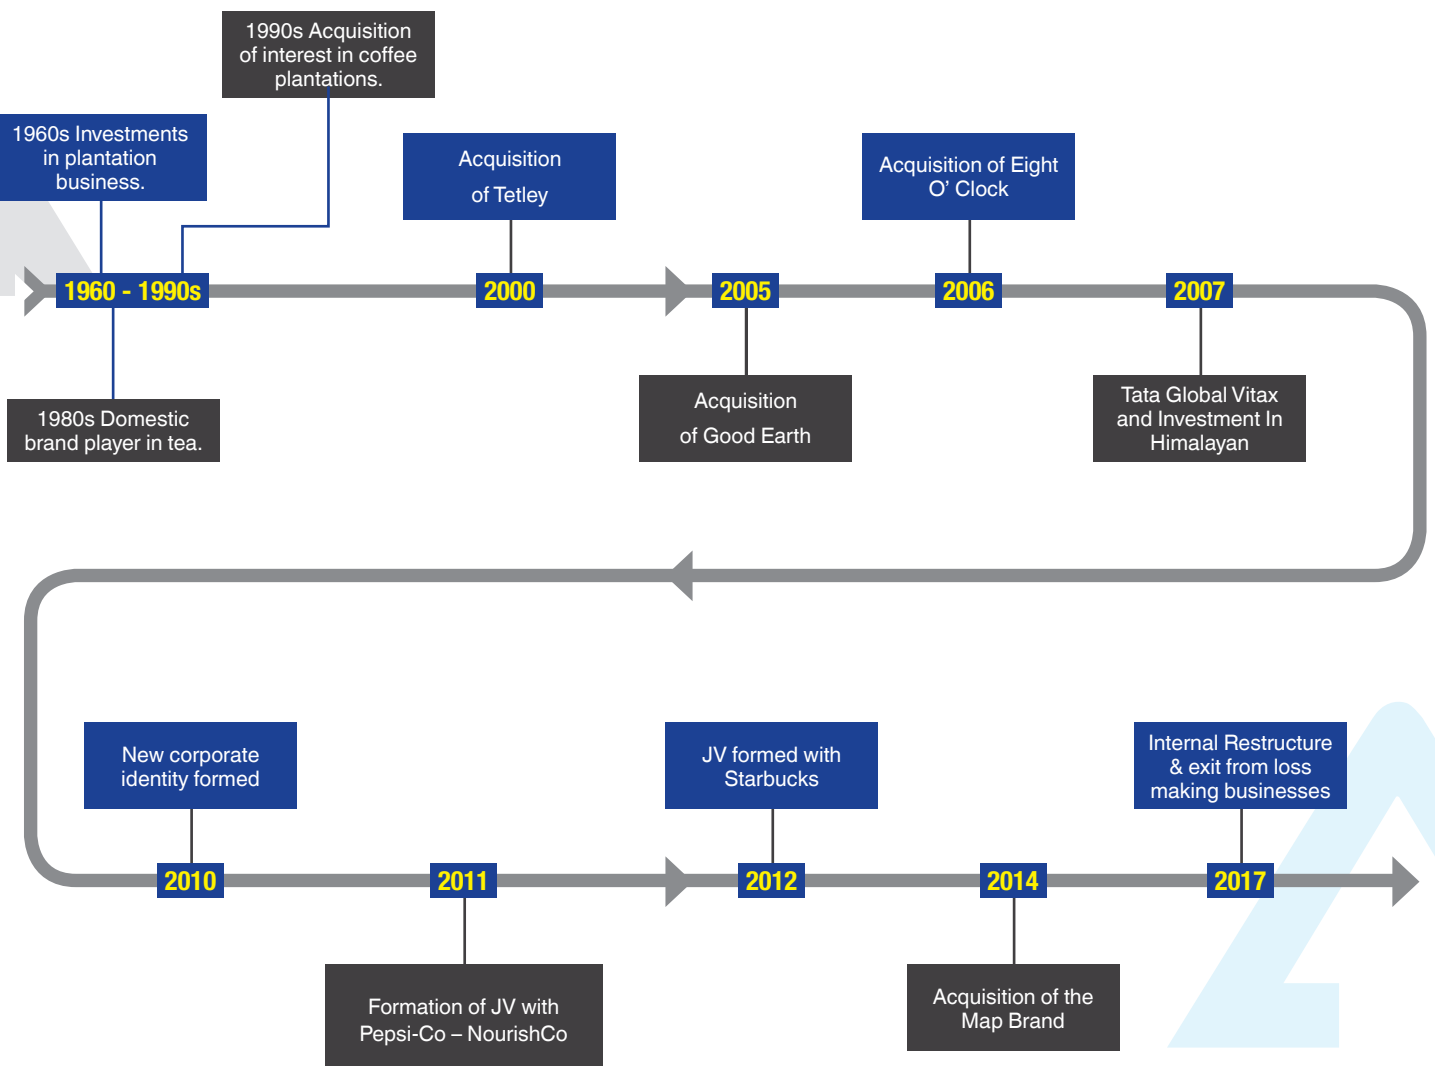 1990s Acquisition
of interest in coffee
plantations.
1960s Investments
in plantation
business.
Acquisition
of Tetley
Acquisition of Eight
O’ Clock
1960 - 1990s
2000
2005
2006
2007
1980s Domestic
brand player in tea.
Acquisition
of Good Earth
Tata Global Vitax
and Investment In
Himalayan
New corporate
identity formed
JV formed with
Starbucks
Internal Restructure
& exit from loss
making businesses
2010
2011
2012
2014
2017
Formation of JV with
Pepsi-Co – NourishCo
Acquisition of the
Map Brand